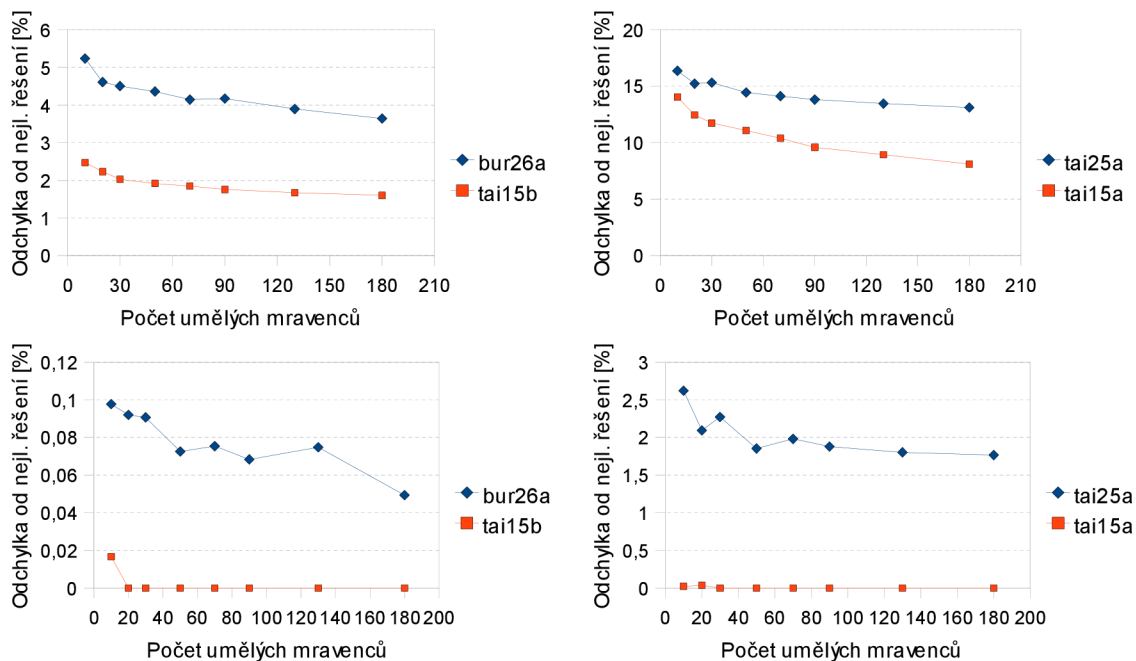 Odchylka od nejl. řešení [%]
6
5
4
3
2
1
0
0 30 60 90 120 150 180 210
Počet umělých mravenců
bur26a
tai15b
Odchylka od nejl. řešení [%]
20
15
10
5
0
0 30 60 90 120 150 180 210
Počet umělých mravenců
tai25a
tai15a
Odchylka od nejl. řešení [%]
0,12
0,1
0,08
0,06
0,04
0,02
0
0 20 40 60 80 100 120 140 160 180 200
Počet umělých mravenců
bur26a
tai15b
Odchylka od nejl. řešení [%]
3
2,5
2
1,5
1
0,5
0
0 20 40 60 80 100 120 140 160 180 200
Počet umělých mravenců
tai25a
tai15a